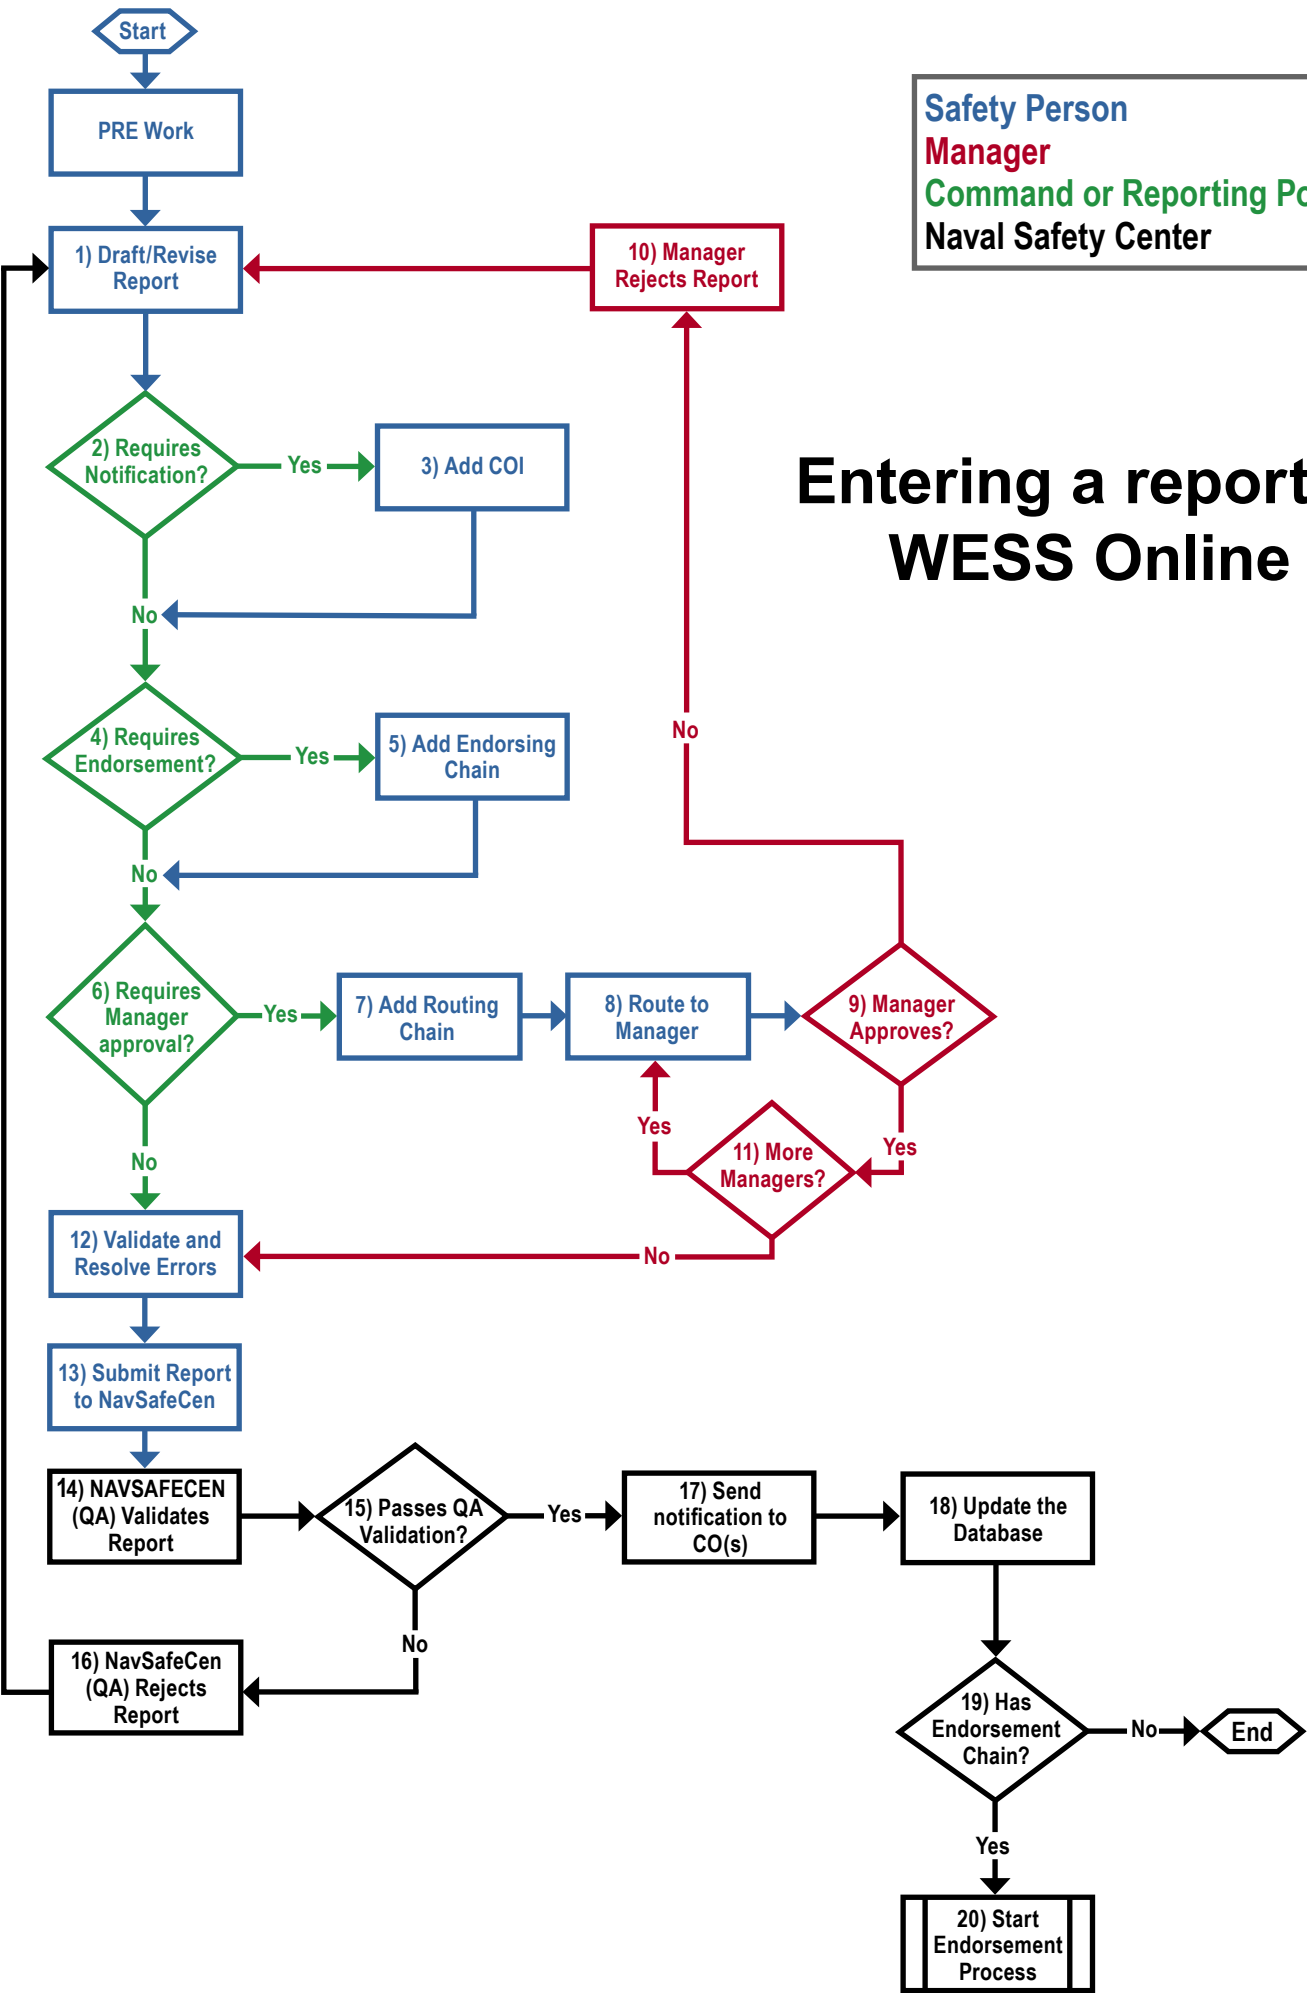 Start
PRE Work
Safety Person
Manager
Command or Reporting Po
Naval Safety Center
1) Draft/Revise
Report
10) Manager
Rejects Report
Entering a report
WESS Online
2) Requires
Notification?
Yes
3) Add COI
No
4) Requires
Endorsement?
Yes
5) Add Endorsing
Chain
No
No
6) Requires
Manager
approval?
Yes
7) Add Routing
Chain
8) Route to
Manager
9) Manager
Approves?
Yes
11) More
Managers?
Yes
No
12) Validate and
Resolve Errors
No
13) Submit Report
to NavSafeCen
14) NAVSAFECEN
(QA) Validates
Report
15) Passes QA
Validation?
Yes
17) Send
notification to
CO(s)
18) Update the
Database
No
16) NavSafeCen
(QA) Rejects
Report
19) Has
Endorsement
Chain?
No
End
Yes
20) Start
Endorsement
Process